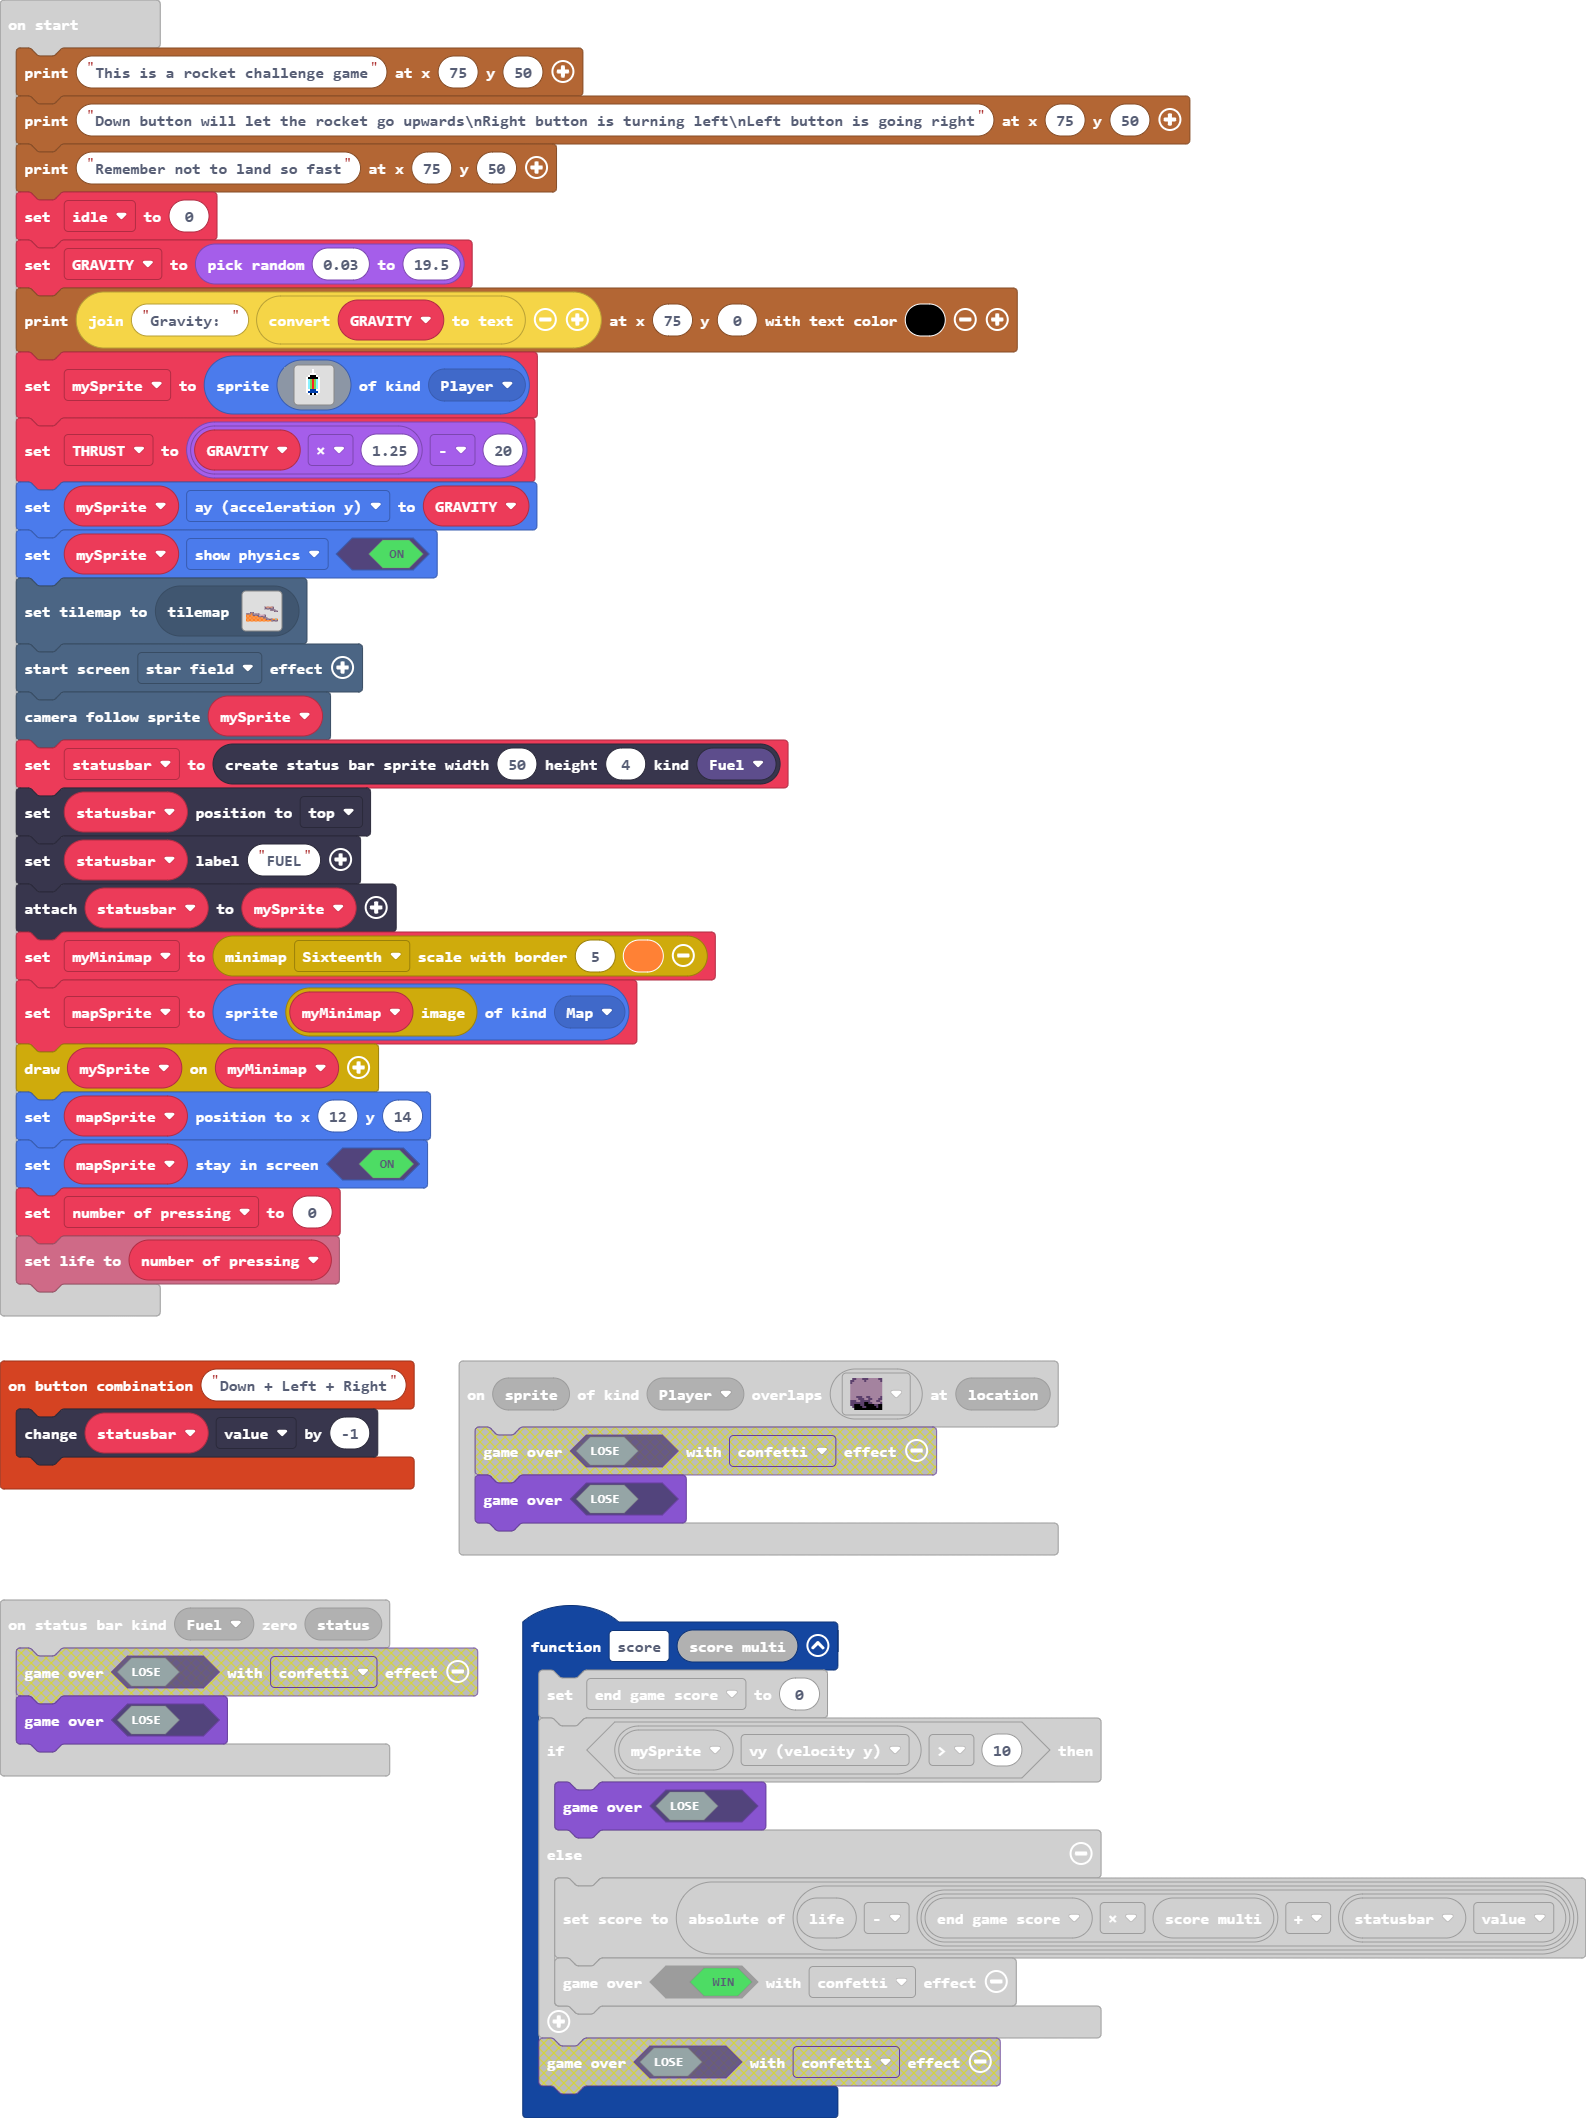 on start
print "This is a rocket challenge game" at x 75 y 50
print "Down button will let the rocket go upwards\nRight button is turning left\nLeft button is going right" at x 75 y 50
print "Remember not to land so fast" at x 75 y 50
set idle to 0
set GRAVITY to pick random 0.03 to 19.5
print join "Gravity: " convert GRAVITY to text at x 75 y 0 with text color
set mySprite to sprite of kind Player
set THRUST to GRAVITY × 1.25 - 20
set mySprite ay (acceleration y) to GRAVITY
set mySprite show physics ON
set tilemap to tilemap
start screen star field effect
camera follow sprite mySprite
set statusbar to create status bar sprite width 50 height 4 kind Fuel
set statusbar position to top
set statusbar label "FUEL"
attach statusbar to mySprite
set myMinimap to minimap Sixteenth scale with border 5
set mapSprite to sprite myMinimap image of kind Map
draw mySprite on myMinimap
set mapSprite position to x 12 y 14
set mapSprite stay in screen ON
set number of pressing to 0
set life to number of pressing
on button combination "Down + Left + Right"
change statusbar value by -1
on sprite of kind Player overlaps at location
game over LOSE with confetti effect
game over LOSE
on status bar kind Fuel zero status
game over LOSE with confetti effect
game over LOSE
function score score multi
set end game score to 0
if mySprite vy (velocity y) > 10 then
game over LOSE
else
set score to absolute of life - end game score × score multi + statusbar value
game over WIN with confetti effect
game over LOSE with confetti effect